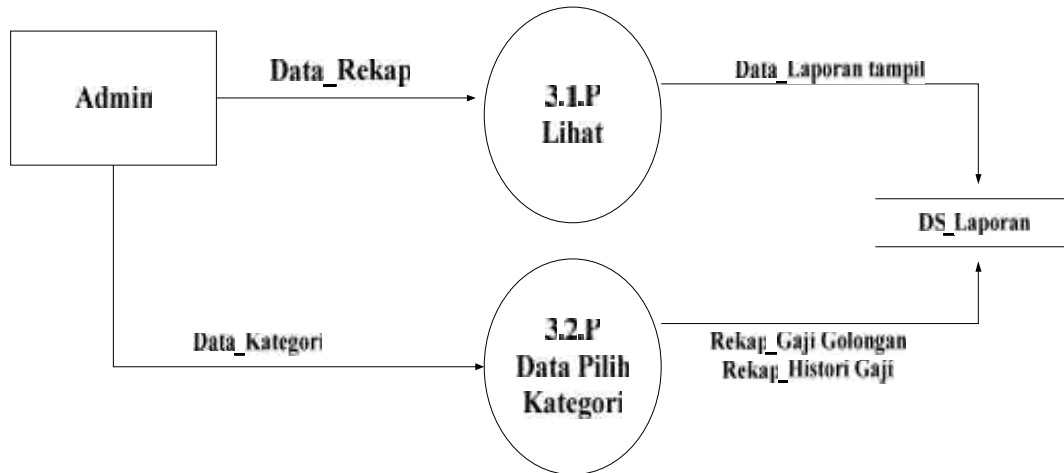 Admin
Data_Rekap
3.1.P
Lihat
Data_Laporan tampil
DS_Laporan
Data_Kategori
3.2.P
Data Pilih
Kategori
Rekap_Gaji Golongan
Rekap_Histori Gaji